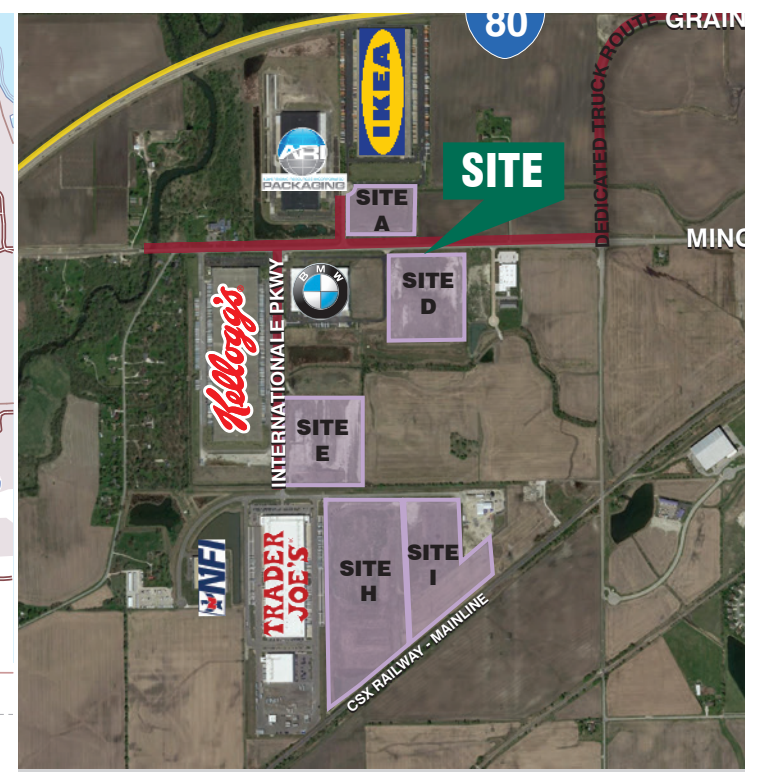 80
GRAIN
DEDICATED TRUCK ROUTE
IKEA
ARI
PACKAGING
SITE
A
SITE
MINO
BMW
SITE
D
Kellogg's
INTERNATIONALE PKWY
SITE
E
NFI
TRADER
JOE'S
SITE
H
SITE
I
CSX RAILWAY - MAINLINE